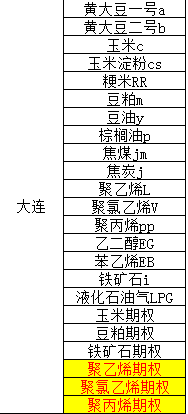 黄大豆一号a
黄大豆二号b
玉米c
玉米淀粉cs
粳米RR
豆粕m
豆油y
棕榈油p
焦煤jm
焦炭j
大连
聚乙烯L
聚氯乙烯V
聚丙烯pp
乙二醇EG
苯乙烯EB
铁矿石i
液化石油气LPG
玉米期权
豆粕期权
铁矿石期权
聚乙烯期权
聚氯乙烯期权
聚丙烯期权